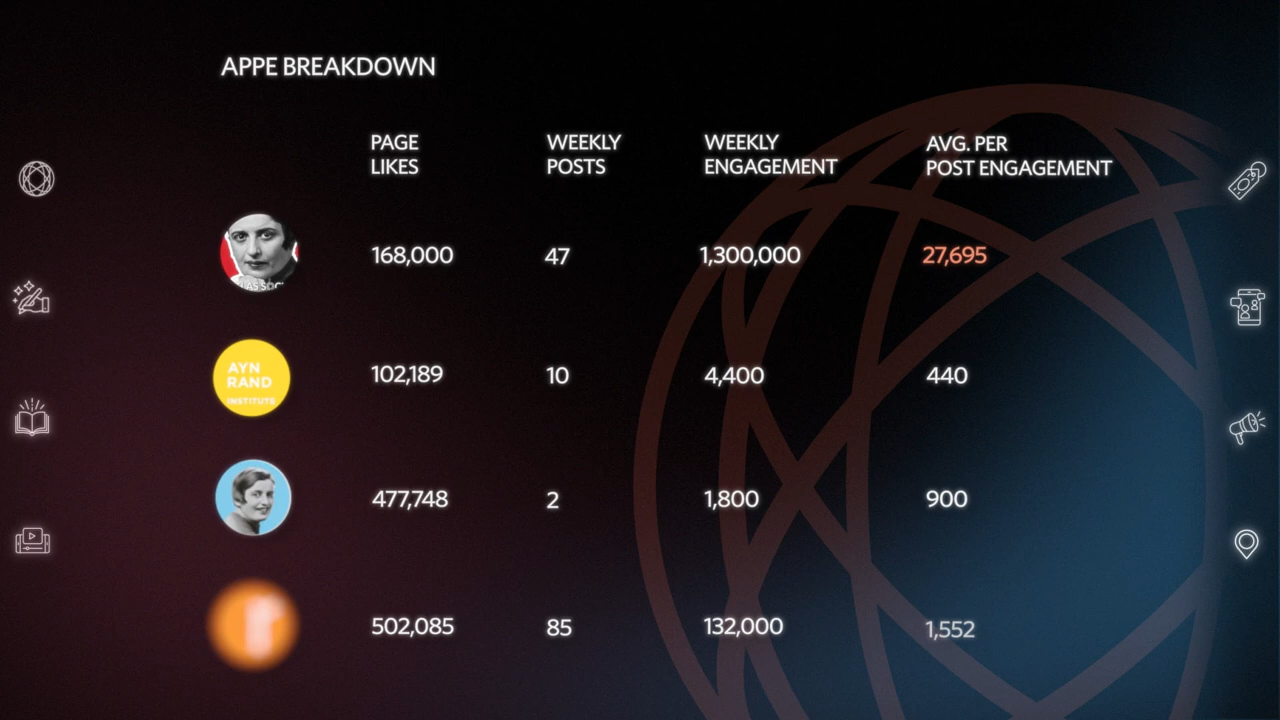 APPE BREAKDOWN
PAGE LIKES
WEEKLY POSTS
WEEKLY ENGAGEMENT
AVG. PER POST ENGAGEMENT
168,000 47 1,300,000 27,695
AYN
RAND
INSTITUTE
102,189 10 4,400 440
477,748 2 1,800 900
502,085 85 132,000 1,552